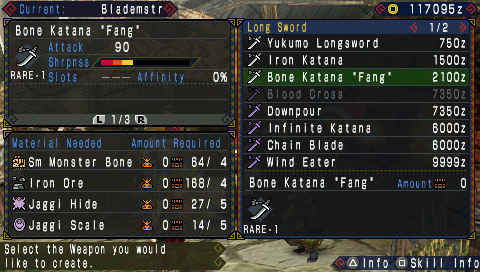 Current: Blademstr
117095z
Bone Katana "Fang"
Attack 90
Shrpnss
RARE-1 Slots --- Affinity 0%
L 1/3 R
Material Needed Amount Required
Sm Monster Bone 0 64/ 4
Iron Ore 0 168/ 4
Jaggi Hide 0 27/ 5
Jaggi Scale 0 14/ 5
Select the Weapon you would
like to create.
Long Sword 1/2
Yukumo Longsword 750z
Iron Katana 1500z
Bone Katana "Fang" 2100z
Blood Cross 7350z
Downpour 7350z
Infinite Katana 6000z
Chain Blade 6000z
Wind Eater 9999z
Bone Katana "Fang" Amount 0
RARE-1
Info Skill Info